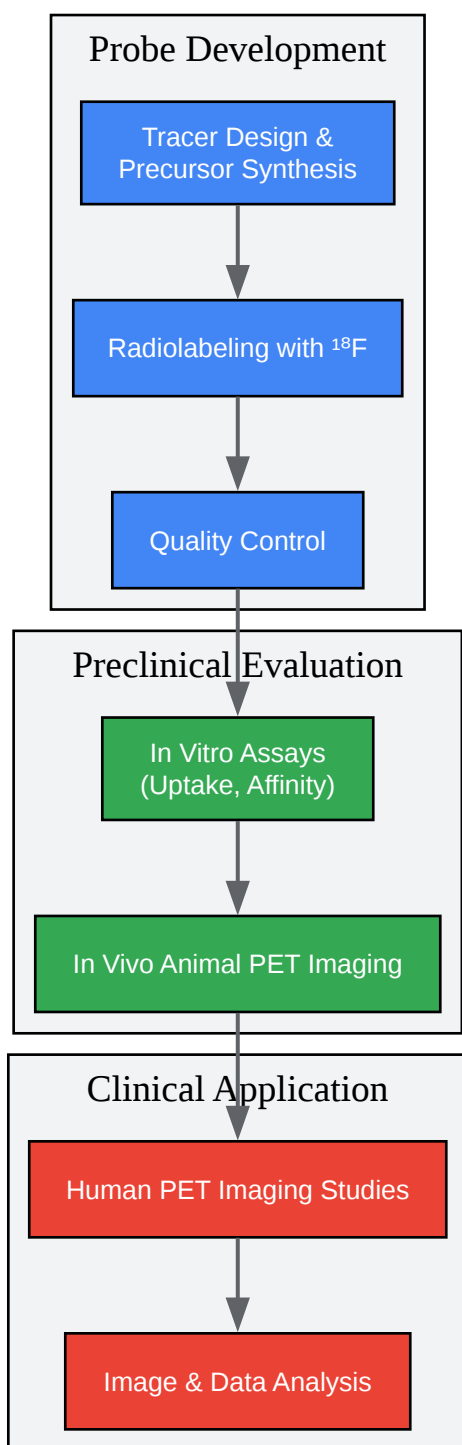 Probe Development
Tracer Design &
Precursor Synthesis
Radiolabeling with ¹⁸F
Quality Control
Preclinical Evaluation
In Vitro Assays
(Uptake, Affinity)
In Vivo Animal PET Imaging
Clinical Application
Human PET Imaging Studies
Image & Data Analysis